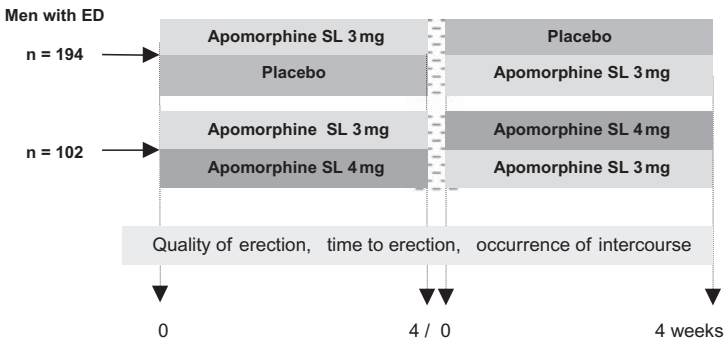 Men with ED
n = 194
Apomorphine SL 3 mg
Placebo
Placebo
Apomorphine SL 3 mg
n = 102
Apomorphine SL 3 mg
Apomorphine SL 4 mg
Apomorphine SL 4 mg
Apomorphine SL 3 mg
Quality of erection, time to erection, occurrence of intercourse
0 4 / 0 4 weeks